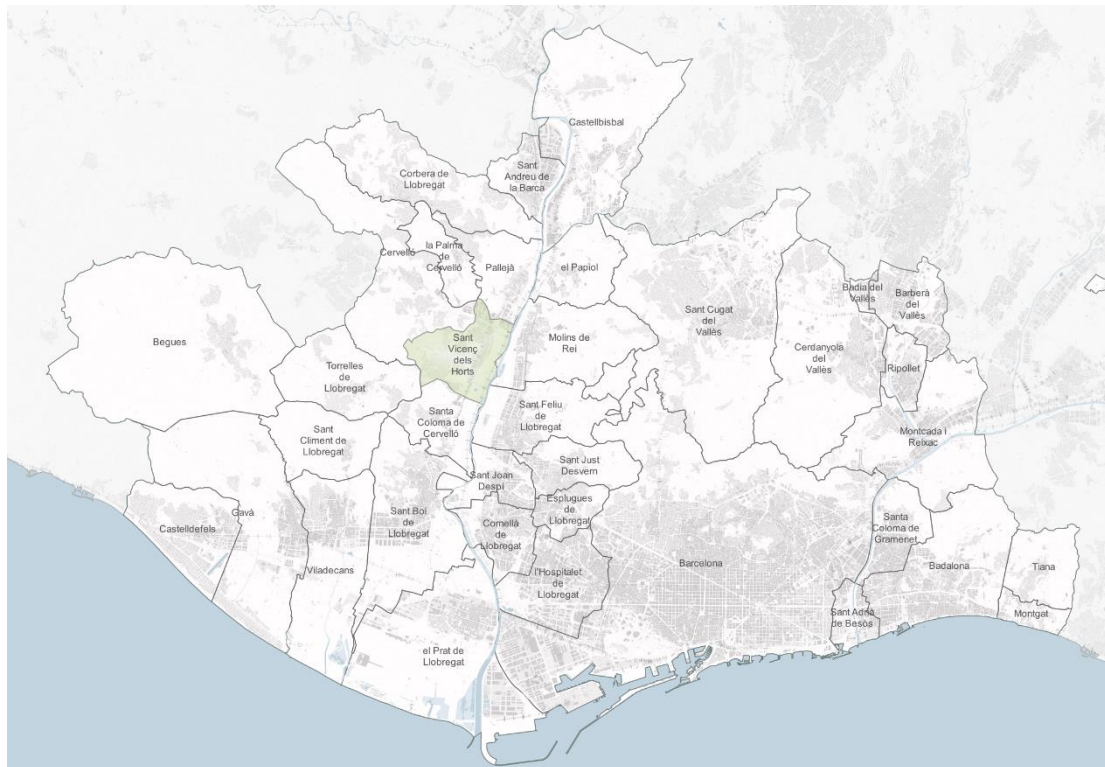 Castellbisbal
Sant
Andreu de
la Barca
Corbera de
Llobregat
Cervelló
la Palma
de
Cervelló
Pallejà
el Papiol
Sant Cugat
del
Vallès
Badia del
Vallès
Barberà
del
Vallès
Begues
Sant
Vicenç
dels
Horts
Molins de
Rei
Cerdanyola
del
Vallès
Ripollet
Torrelles
de
Llobregat
Santa
Coloma de
Cervelló
Sant Feliu
de
Llobregat
Montcada i
Reixac
Sant
Climent de
Llobregat
Sant Joan
Despí
Sant Just
Desvern
Esplugues
de
Llobregat
Castelldefels
Gavà
Sant Boi
de
Llobregat
Cornellà
de
Llobregat
Santa
Coloma de
Gramenet
Viladecans
l'Hospitalet
de
Llobregat
Barcelona
Badalona
Tiana
Sant Adrià
de Besòs
Montgat
el Prat de
Llobregat